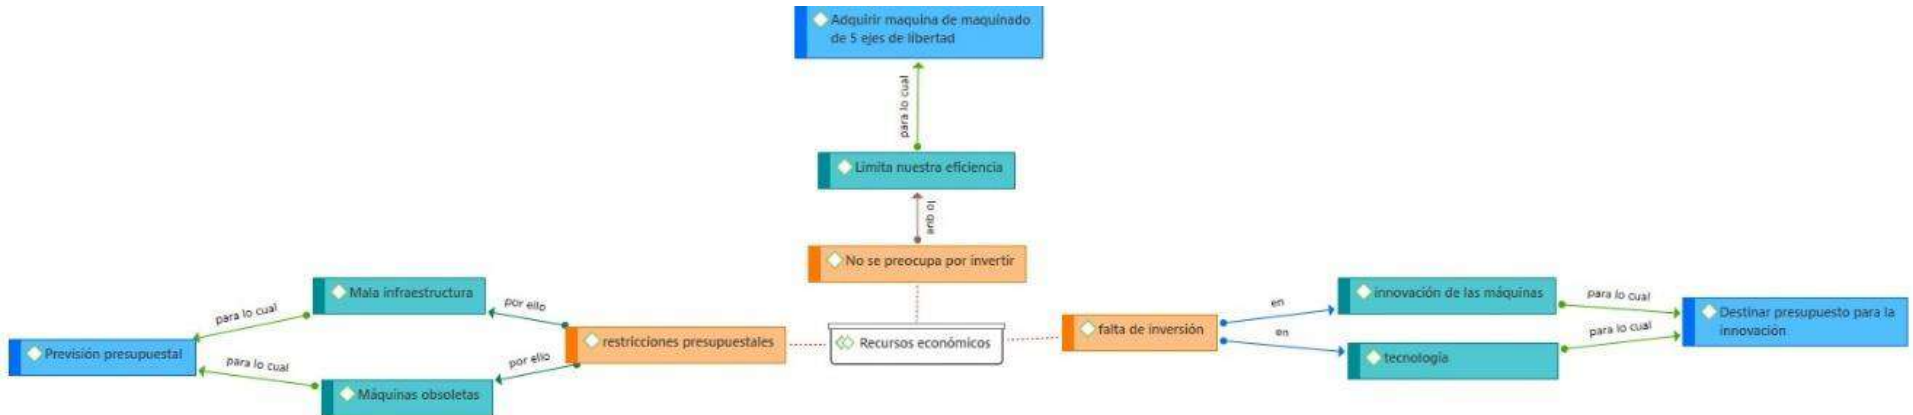 Adquirir maquina de maquinado
de 5 ejes de libertad
para lo cual
Limita nuestra eficiencia
lo que
No se preocupa por invertir
Mala infraestructura
por ello
para lo cual
Previsión presupuestal
restricciones presupuestales
Recursos económicos
falta de inversión
para lo cual
por ello
Máquinas obsoletas
en
innovación de las máquinas
para lo cual
Destinar presupuesto para la
innovación
en
tecnología
para lo cual